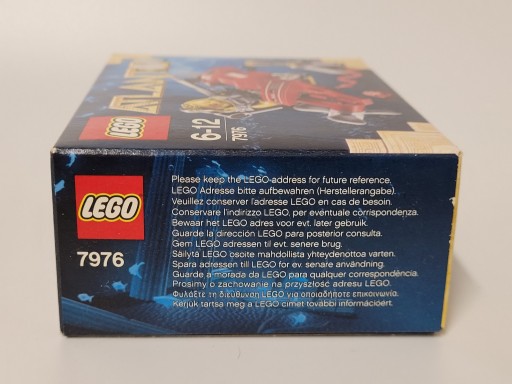 ATLANTIS
LEGO
6-12
7976
LEGO
7976
Please keep the LEGO address for future reference.
LEGO Adresse bitte aufbewahren (Herstellerangabe).
Veuillez conserver l'adresse LEGO en cas de besoin.
Conservare l'indirizzo LEGO, per eventuale corrispondenza.
Bewaar het LEGO adres voor evt. later gebruik.
Guarde la dirección LEGO para posterior consulta.
Gem LEGO adressen til evt. senere brug.
Säilytä LEGO osoite mahdollista yhteydenottoa varten.
Spara adressen till LEGO for ev. senare användning.
Guarde a morada da LEGO para qualquer correspondência.
Prosimy o zachowanie na przyszłość adresu LEGO.
Φυλάξτε τη διεύθυνση LEGO για οποιαδήποτε επικοινωνία.
Kérjük tartsa meg a LEGO címet további információért.